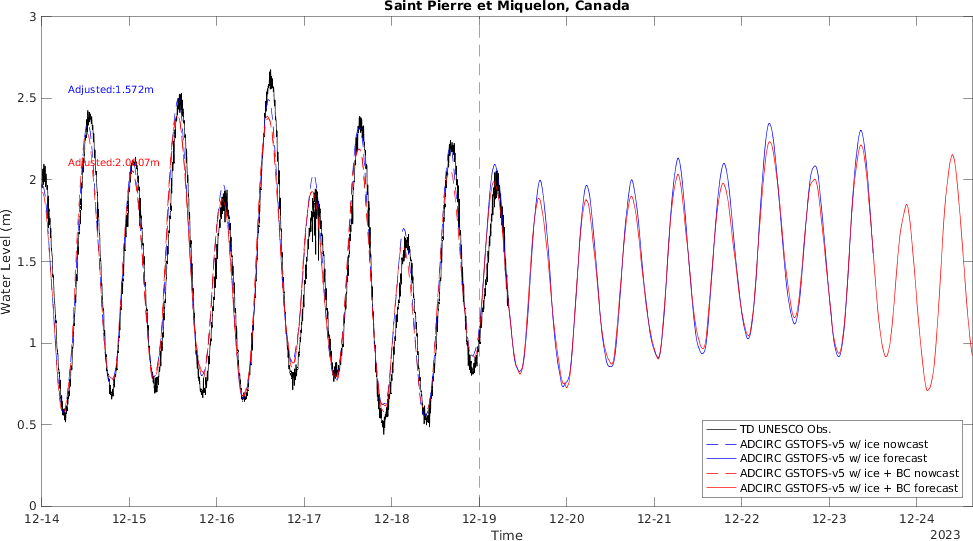 Saint Pierre et Miquelon, Canada
3
2.5
2
1.5
1
0.5
0
Water Level (m)
Adjusted:1.572m
12-14
12-15
12-16
12-17
12-18
12-19
12-20
12-21
12-22
12-23
12-24
Time
2023
TD UNESCO Obs.
ADCIRC GSTOFS-v5 w/ ice nowcast
ADCIRC GSTOFS-v5 w/ ice forecast
ADCIRC GSTOFS-v5 w/ ice + BC nowcast
ADCIRC GSTOFS-v5 w/ ice + BC forecast